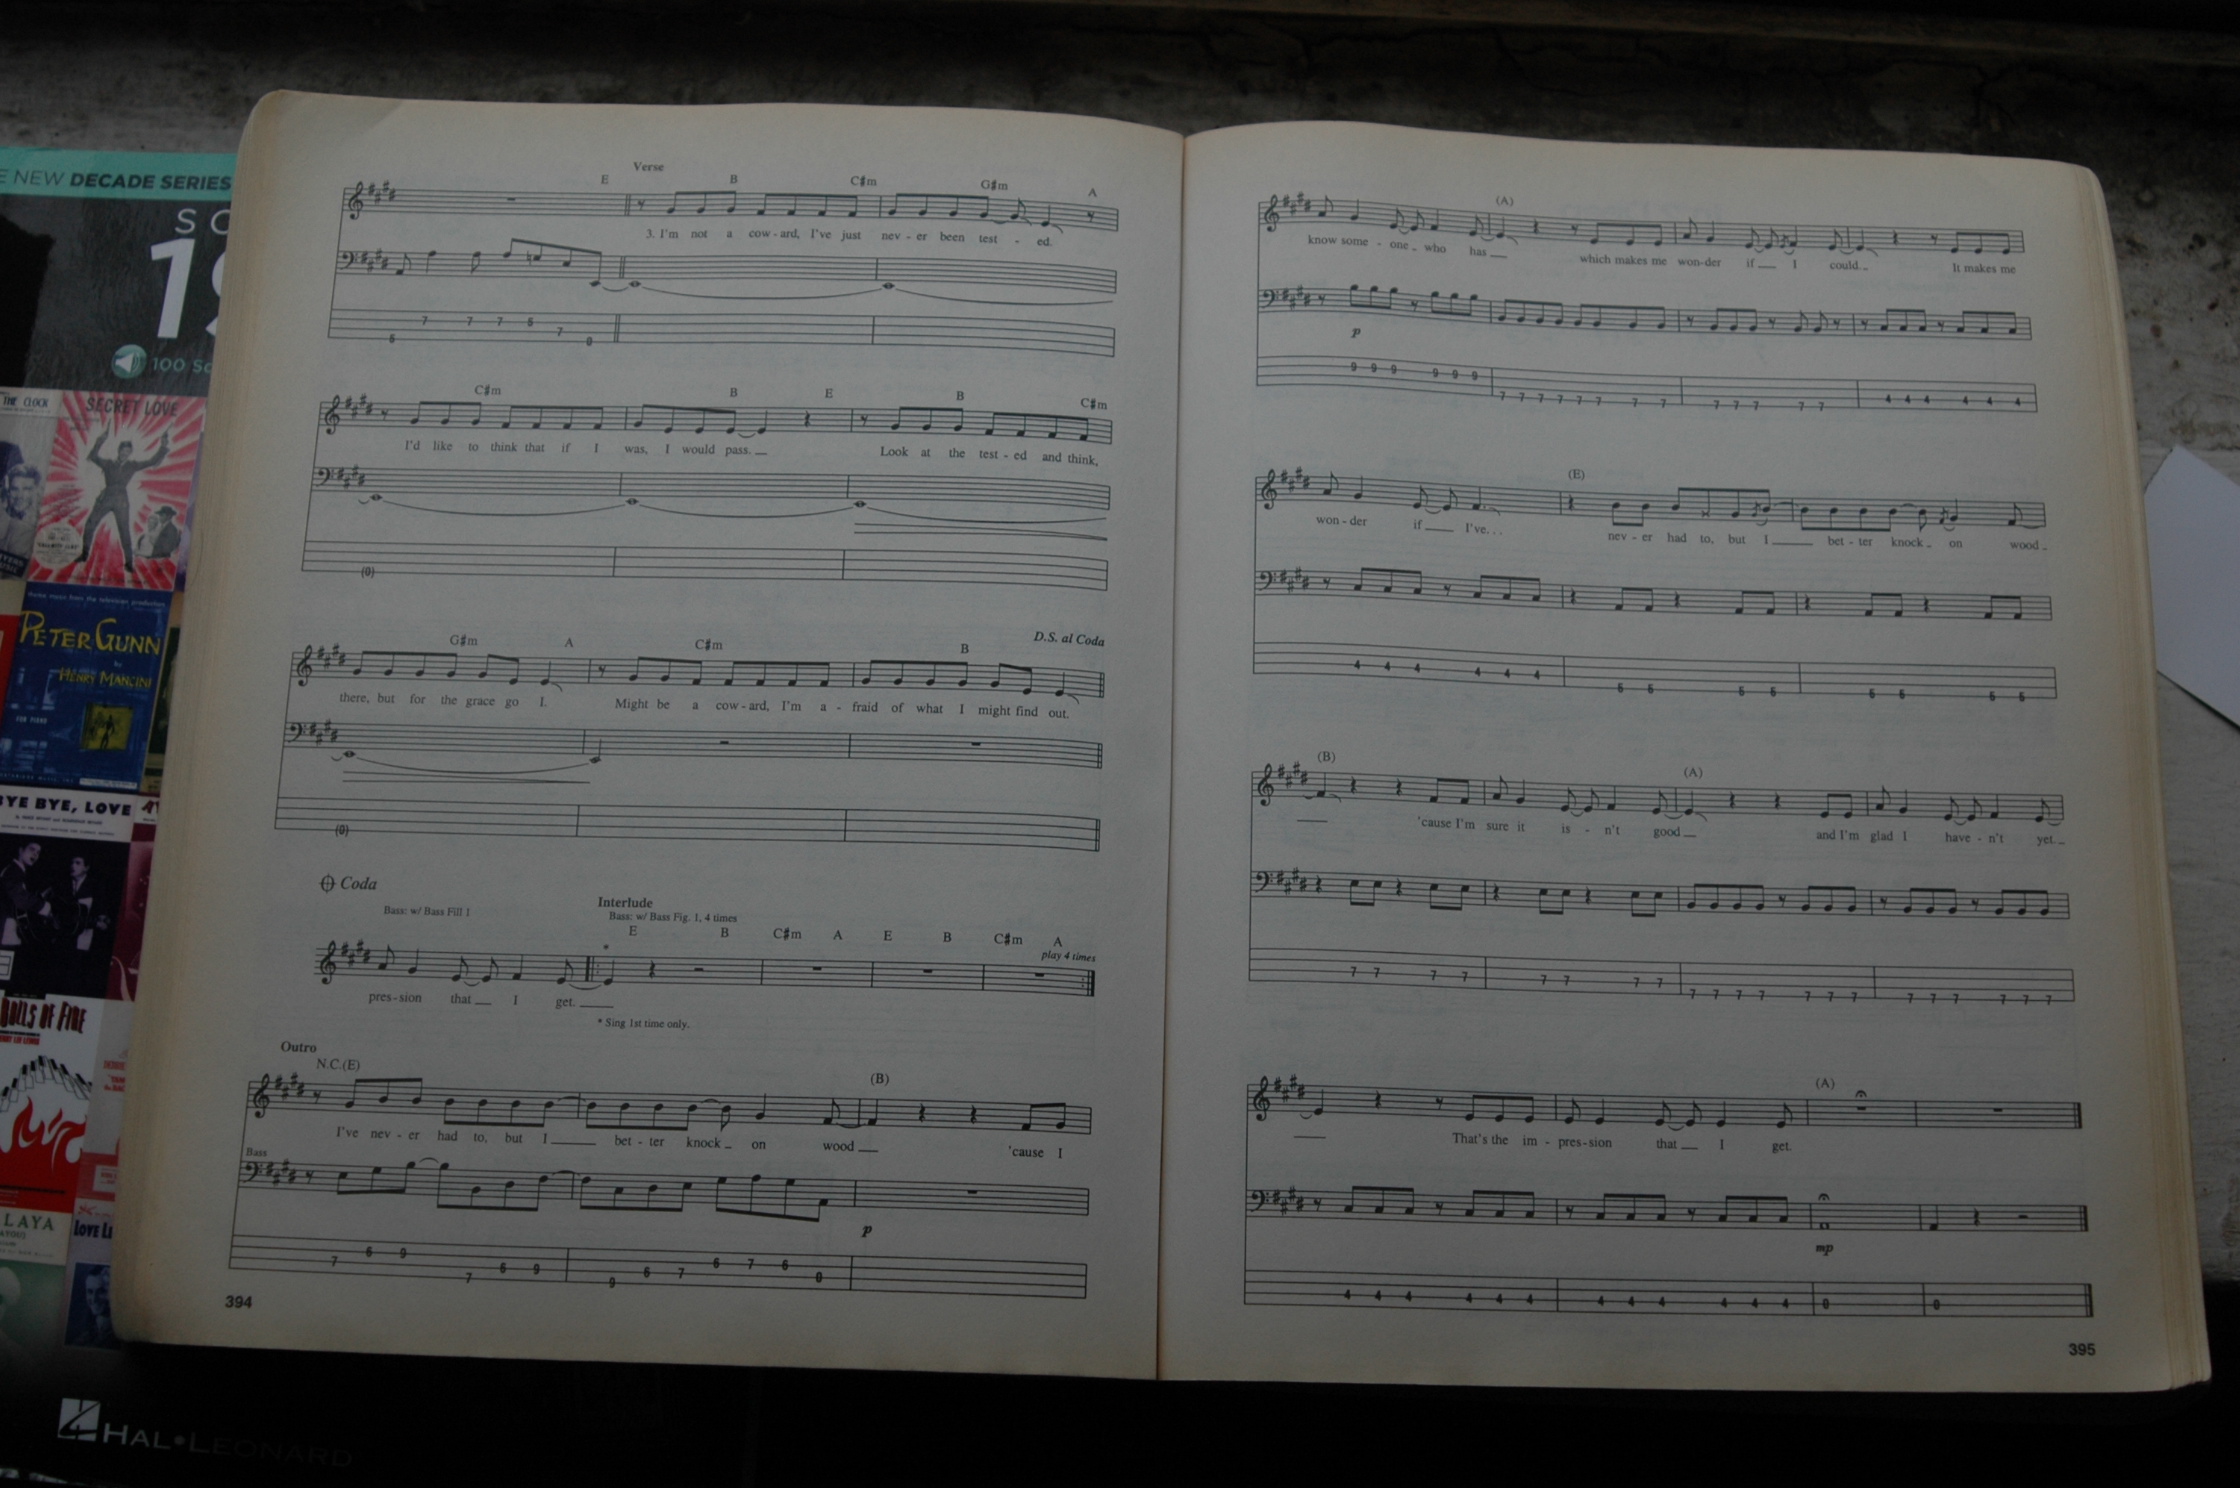 E NEW DECADE SERIES
100
THE CLOCK
SECRET LOVE
PETER GUNN
by
HENRY MANCINI
FOR PIANO
BYE BYE, LOVE
BALLS OF FIRE
LAYA
HAL•LEONARD
Verse
E B C♯m G♯m A
3. I'm not a cow - ard, I've just nev - er been test - ed.
6 7 7 7 5 7 0
C♯m B E B C♯m
I'd like to think that if I was, I would pass. Look at the test - ed and think,
(0)
D.S. al Coda
G♯m A C♯m B
there, but for the grace go I. Might be a cow - ard, I'm a - fraid of what I might find out.
(0)
Coda
Bass: w/ Bass Fill 1
Interlude
Bass: w/ Bass Fig. 1, 4 times
E B C♯m A E B C♯m A
play 4 times
pres - sion that I get.
* Sing 1st time only.
Outro
N.C.(E) (B)
I've nev - er had to, but I bet - ter knock on wood 'cause I
Bass
p
7 6 9 7 6 9 9 6 7 6 7 6 0
394
(A)
know some - one who has which makes me won - der if I could. It makes me
p
9 9 9 9 9 9 7 7 7 7 7 7 7 7 7 7 7 7 7 4 4 4 4 4 4
(E)
won - der if I've. . . nev - er had to, but I bet - ter knock on wood
4 4 4 4 4 4 5 5 5 5 5 5 5 5
(B) (A)
'cause I'm sure it is - n't good and I'm glad I have - n't yet.
7 7 7 7 7 7 7 7 7 7 7 7 7 7 7 7 7 7 7 7 7
(A)
That's the im - pres - sion that I get.
mp
4 4 4 4 4 4 4 4 4 4 4 4 0 0
395